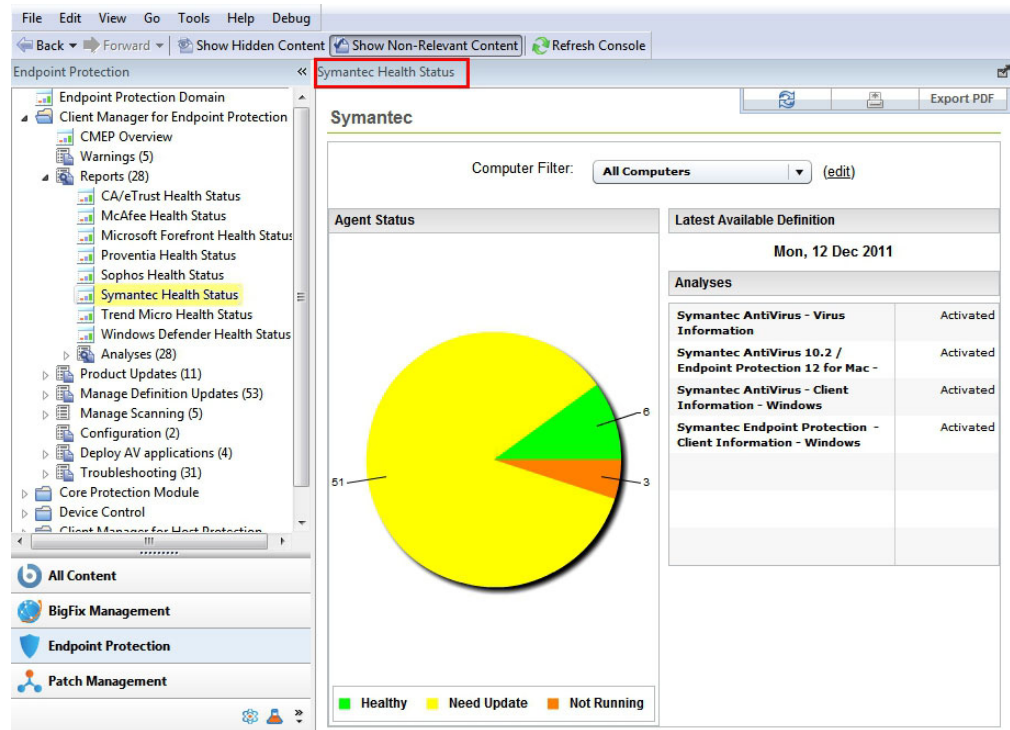 File Edit View Go Tools Help Debug
Back Forward Show Hidden Content Show Non-Relevant Content Refresh Console
Endpoint Protection
Endpoint Protection Domain
Client Manager for Endpoint Protection
CMEP Overview
Warnings (5)
Reports (28)
CA/eTrust Health Status
McAfee Health Status
Microsoft Forefront Health Status
Proventia Health Status
Sophos Health Status
Symantec Health Status
Trend Micro Health Status
Windows Defender Health Status
Analyses (28)
Product Updates (11)
Manage Definition Updates (53)
Manage Scanning (5)
Configuration (2)
Deploy AV applications (4)
Troubleshooting (31)
Core Protection Module
Device Control
Client Manager for Host Protection
All Content
BigFix Management
Endpoint Protection
Patch Management
Symantec Health Status
Export PDF
Symantec
Computer Filter: All Computers (edit)
Agent Status
6
51
3
Healthy Need Update Not Running
Latest Available Definition
Mon, 12 Dec 2011
Analyses
Symantec AntiVirus - Virus Activated
Information
Symantec AntiVirus 10.2 / Activated
Endpoint Protection 12 for Mac -
Symantec AntiVirus - Client Activated
Information - Windows
Symantec Endpoint Protection - Activated
Client Information - Windows